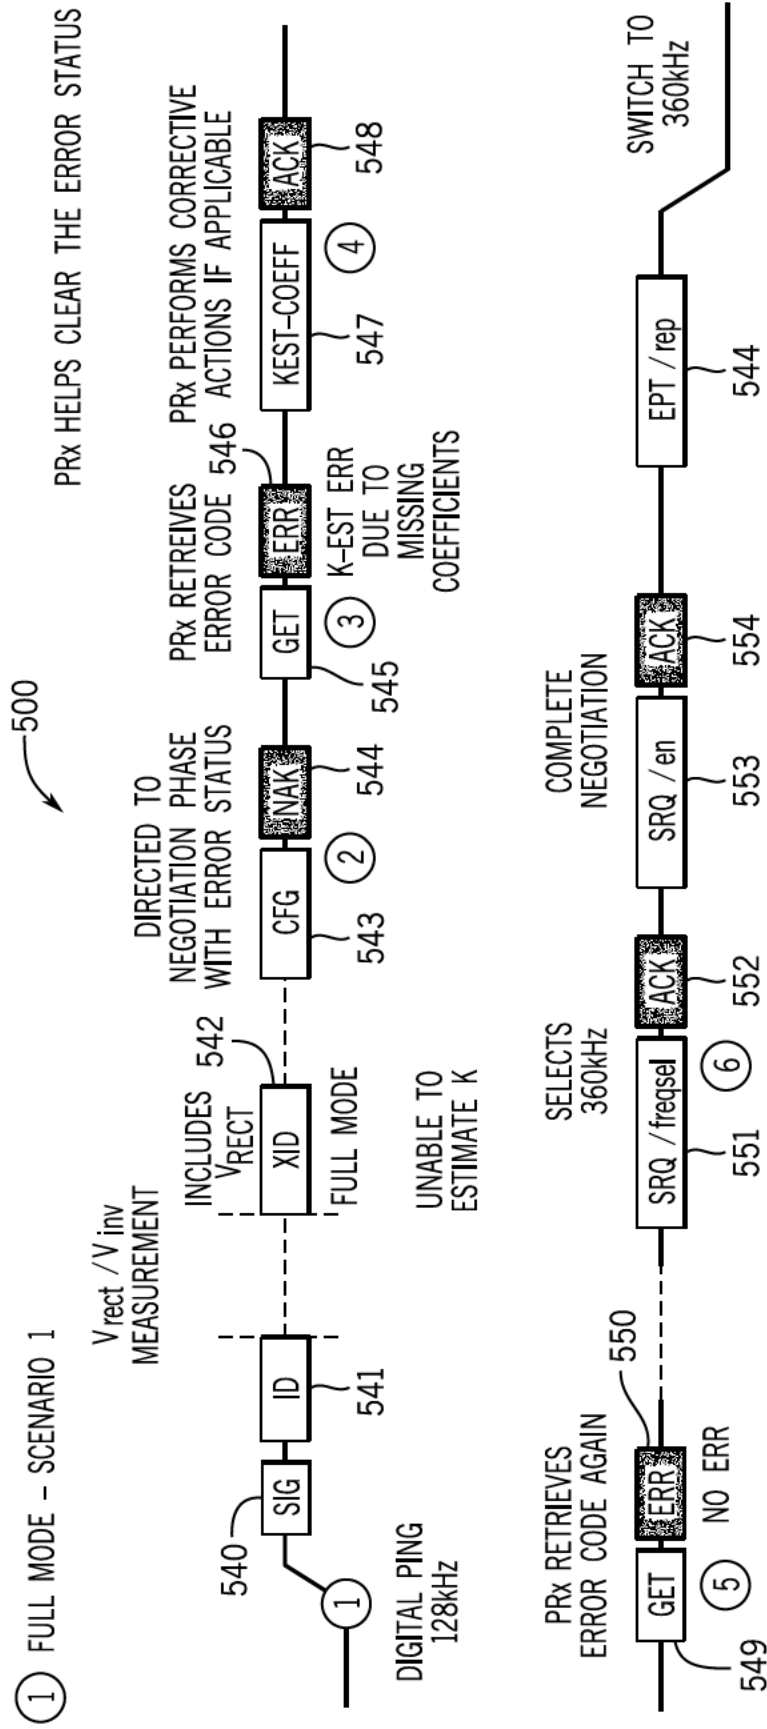 1 FULL MODE – SCENARIO 1
500
PRx HELPS CLEAR THE ERROR STATUS
Vrect /Vinv
MEASUREMENT
INCLUDES
VRECT
542
DIRECTED TO
NEGOTIATION PHASE
WITH ERROR STATUS
PRx RETREIVES
ERROR CODE
546
PRx PERFORMS CORRECTIVE
ACTIONS IF APPLICABLE
540
SIG
ID
XID
CFG
NAK
GET
ERR
KEST-COEFF
ACK
1
541
FULL MODE
543
2
544
545
3
K-EST ERR
DUE TO
MISSING
COEFFICIENTS
547
4
548
DIGITAL PING
128kHz
UNABLE TO
ESTIMATE K
PRx RETRIEVES
ERROR CODE AGAIN
550
SELECTS
360kHz
COMPLETE
NEGOTIATION
SWITCH TO
360kHz
GET
ERR
SRQ /freqsel
ACK
SRQ /en
ACK
EPT /rep
549
5
NO ERR
551
6
552
553
554
544